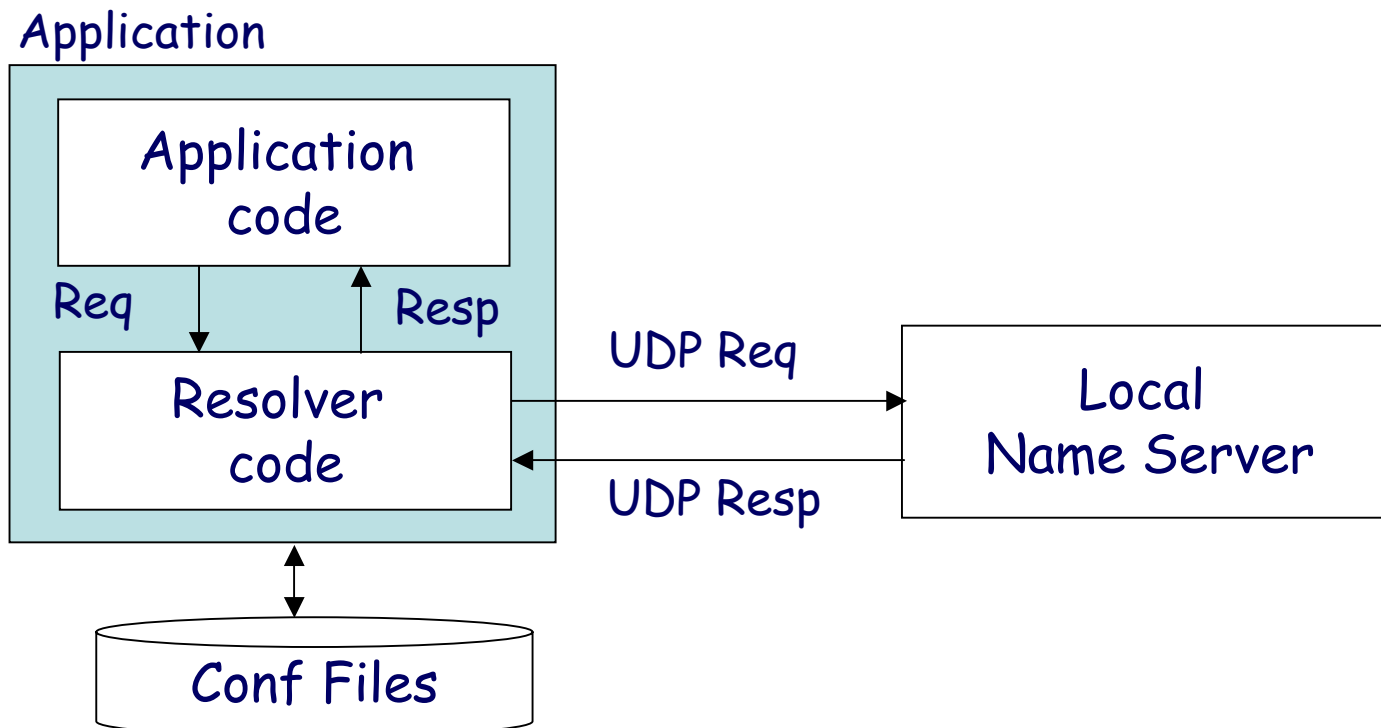 Application
Application
code
Req
Resp
Resolver
code
UDP Req
UDP Resp
Local
Name Server
Conf Files